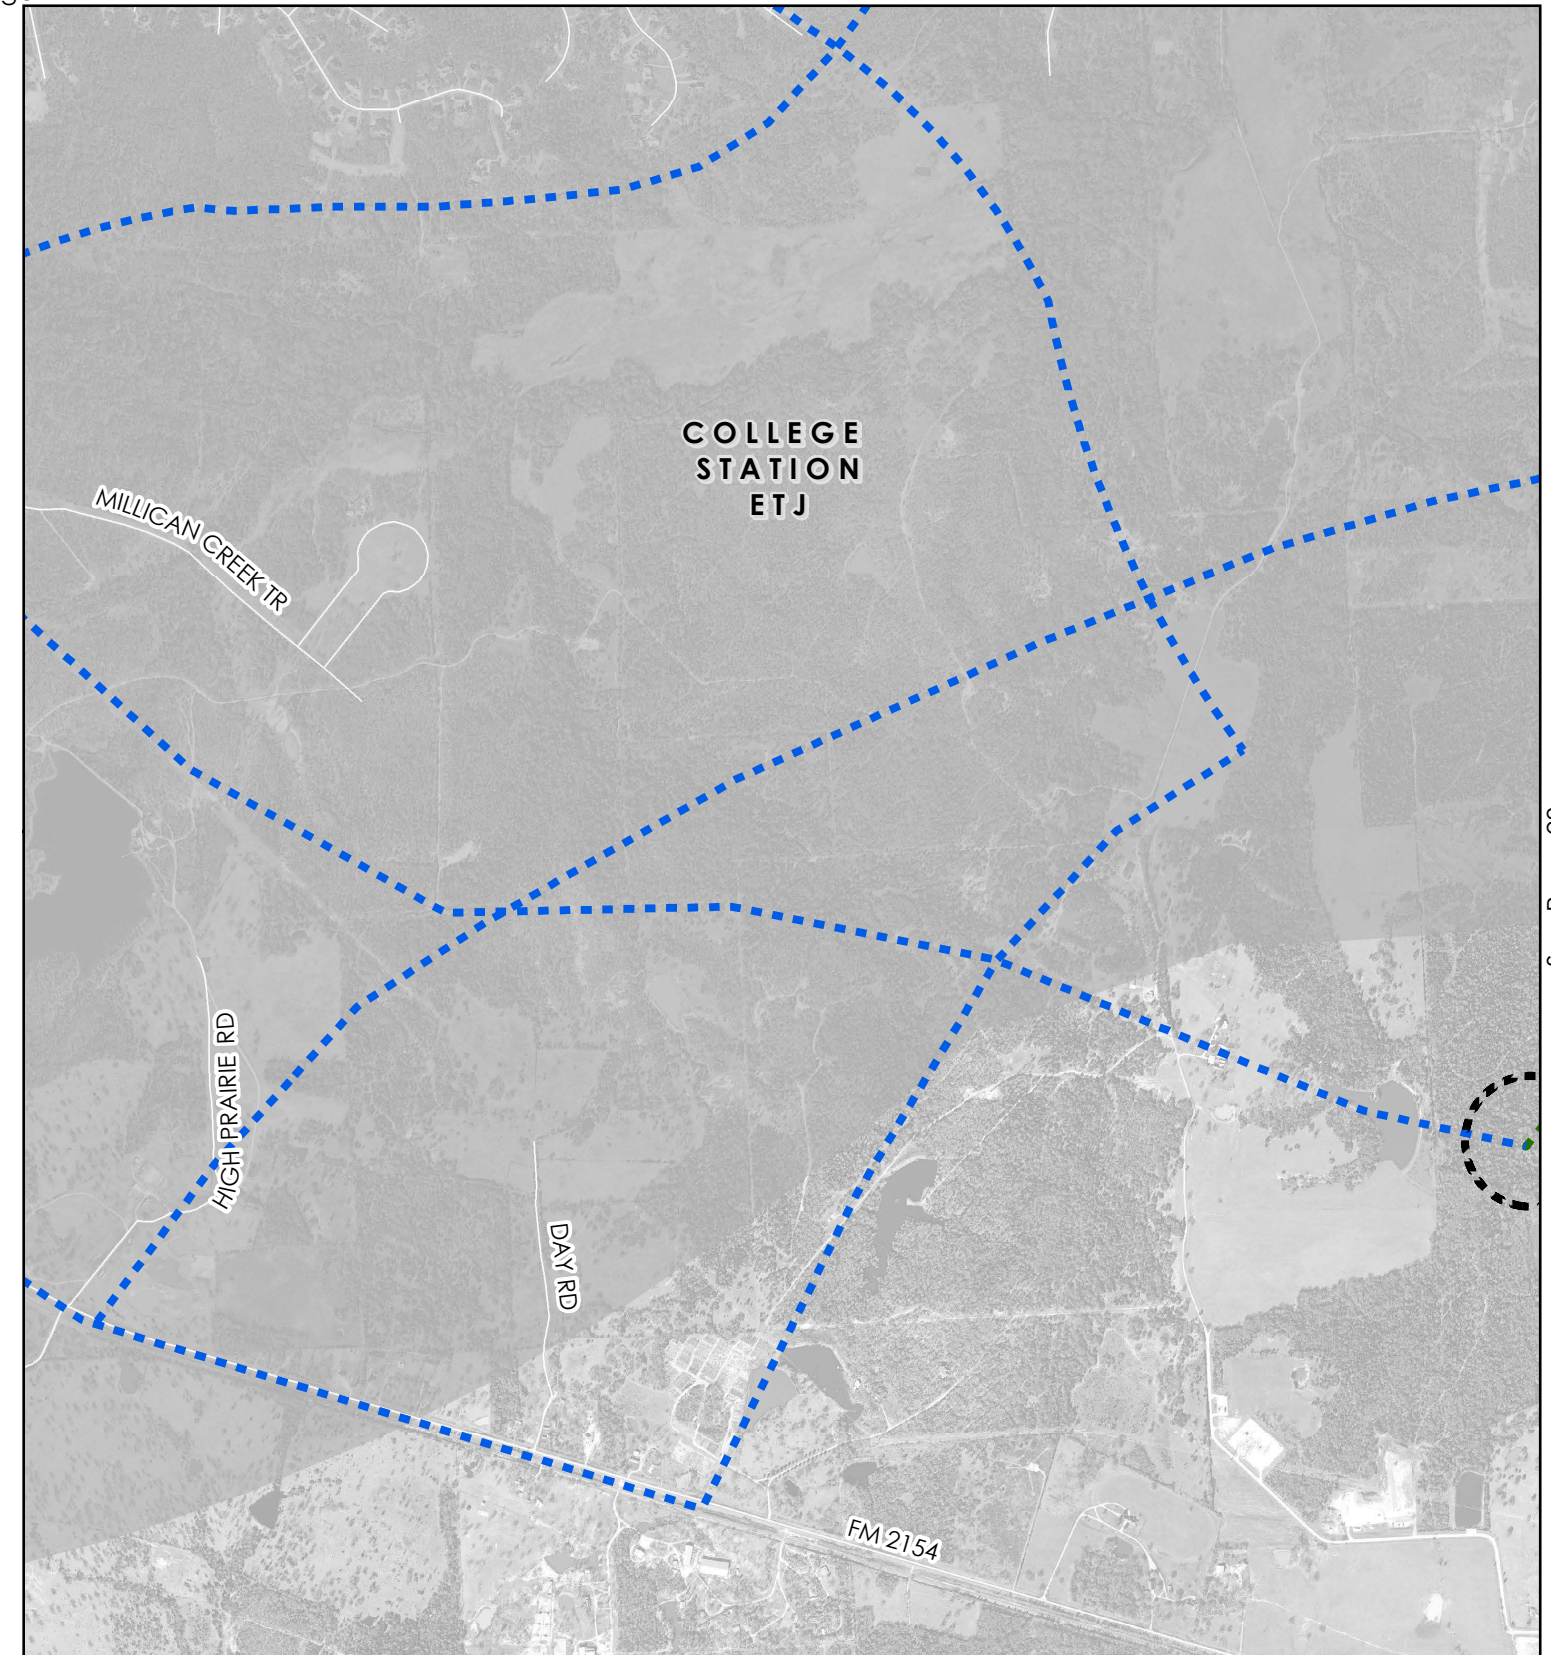 COLLEGE
STATION
ETJ
MILLICAN CREEK TR
HIGH PRAIRIE RD
DAY RD
FM 2154